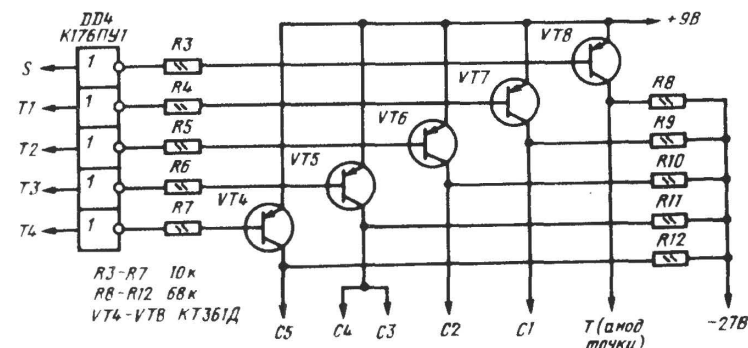 DD4
К176ПУ1
+9В
VT8
R3
S
1
R8
R4
VT7
T1
1
R9
R5
VT6
T2
1
R10
R6
VT5
T3
1
R11
R7
VT4
T4
1
R12
R3-R7 10к
R8-R12 68к
VT4-VT8 КТ361Д
C5
C4
C3
C2
C1
T(анод
точки)
-27В